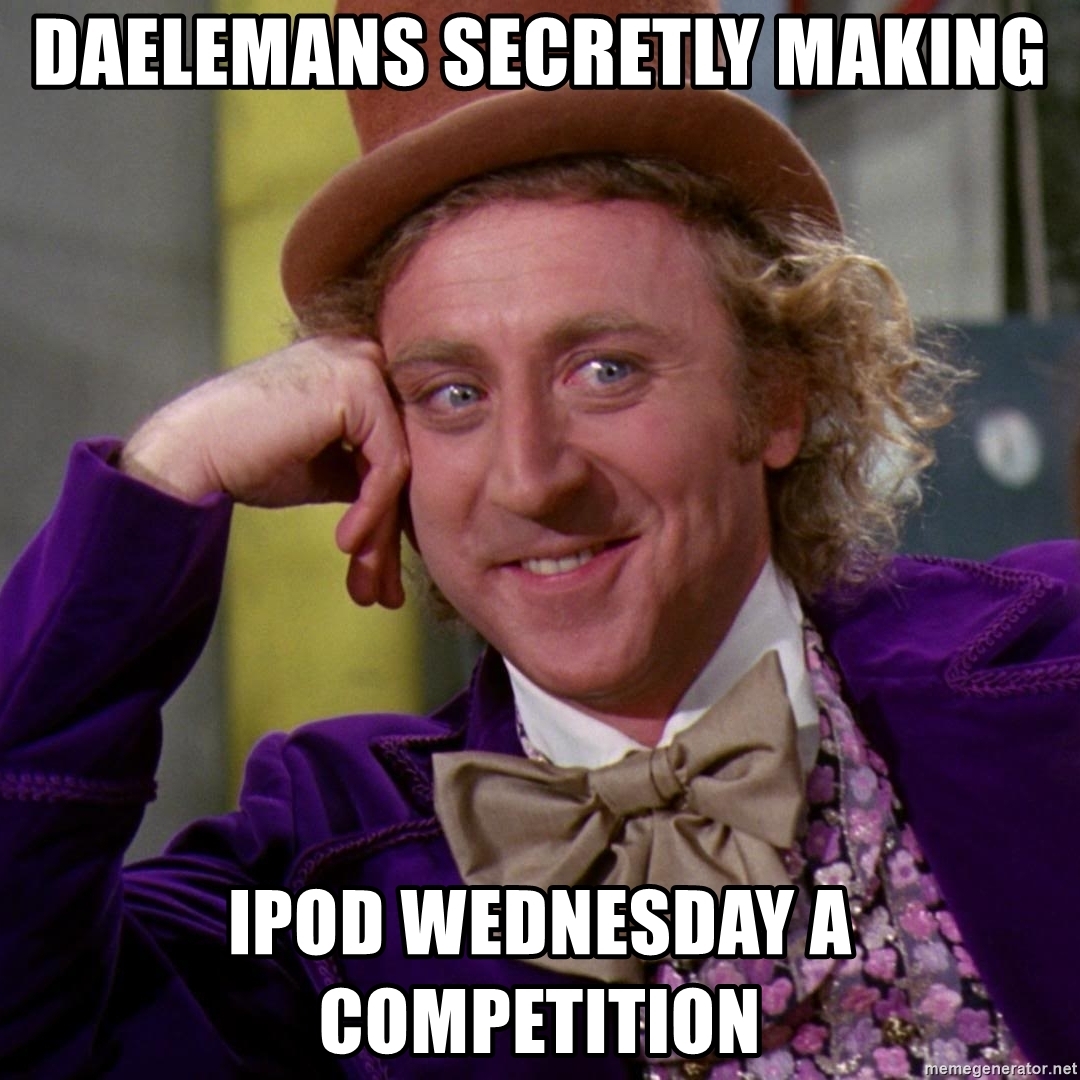 DAELEMANS SECRETLY MAKING
IPOD WEDNESDAY A
COMPETITION
memegenerator.net